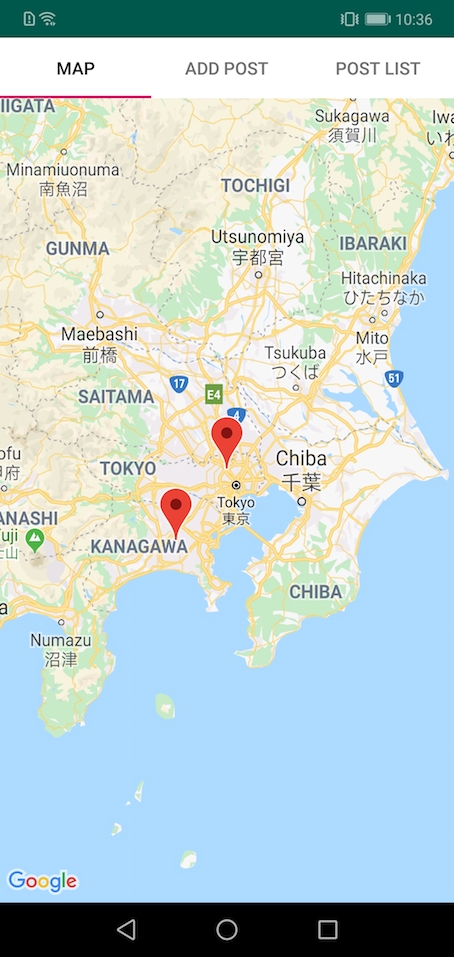 10:36
MAP
ADD POST
POST LIST
IIGATA
Sukagawa
須賀川
Iwa
いわ
Minamiuonuma
南魚沼
TOCHIGI
GUNMA
Utsunomiya
宇都宮
IBARAKI
Hitachinaka
ひたちなか
Maebashi
前橋
Mito
水戸
Tsukuba
つくば
17
E4
51
SAITAMA
4
ofu
甲府
TOKYO
Chiba
千葉
Tokyo
東京
ANASHI
Fuji
士山
KANAGAWA
CHIBA
a
Numazu
沼津
Google